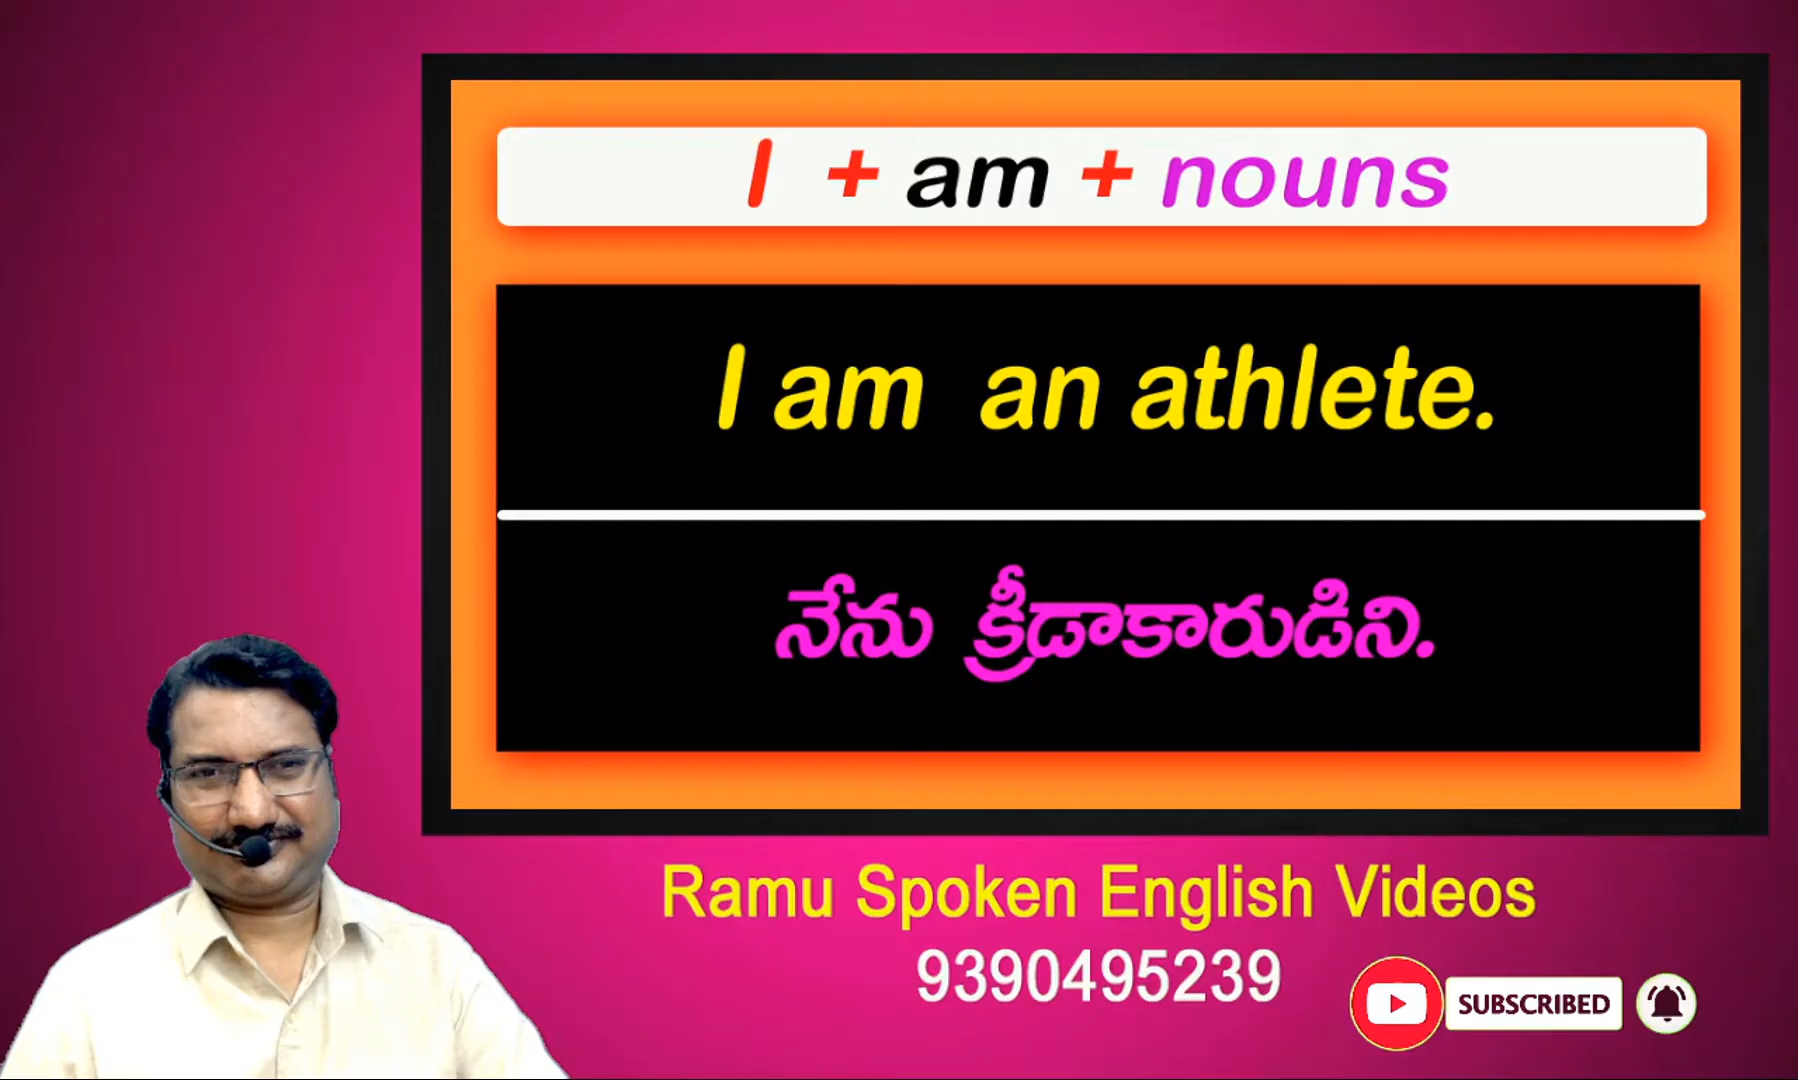 I + am + nouns
I am an athlete.
నేను క్రీడాకారుడిని.
Ramu Spoken English Videos
9390495239
SUBSCRIBED